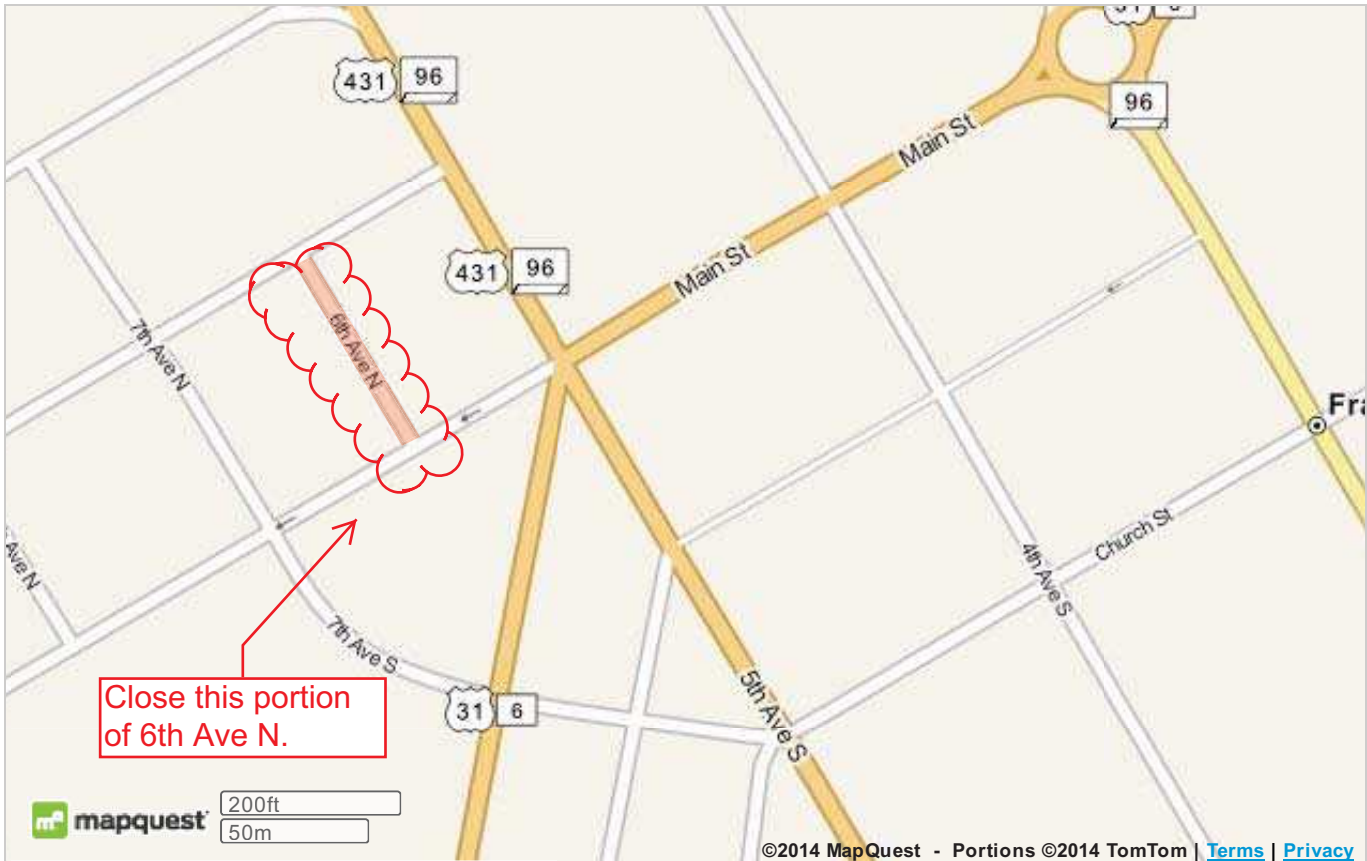 431
96
96
Main St
431
96
Main St
6th Ave N
7th Ave N
Ave N
Church St
4th Ave S
7th Ave S
5th Ave S
31
6
Close this portion
of 6th Ave N.
mapquest
200ft
50m
©2014 MapQuest - Portions ©2014 TomTom | Terms | Privacy